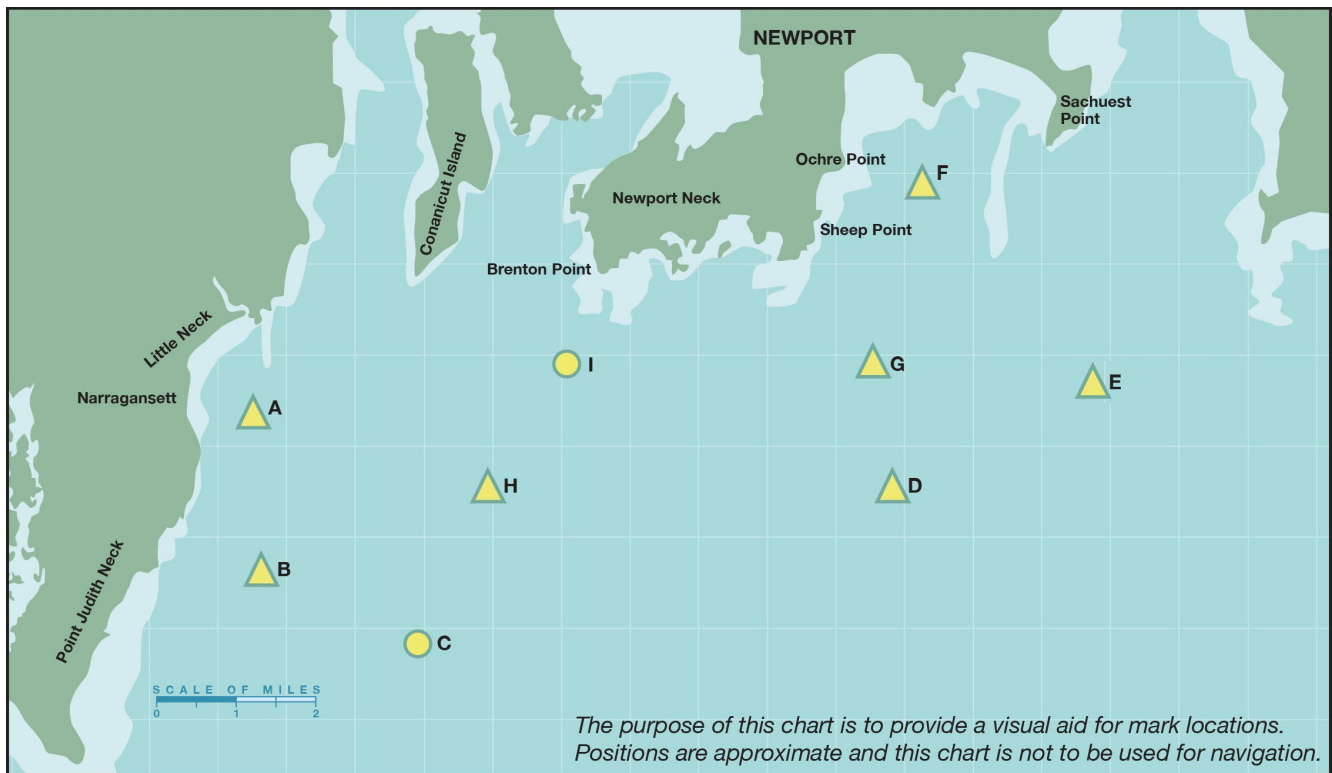 NEWPORT
Sachuest
Point
Ochre Point
F
Conanicut Island
Newport Neck
Sheep Point
Brenton Point
Little Neck
I
G
E
Narragansett
A
H
D
B
Point Judith Neck
C
SCALE OF MILES
0 1 2
The purpose of this chart is to provide a visual aid for mark locations.
Positions are approximate and this chart is not to be used for navigation.